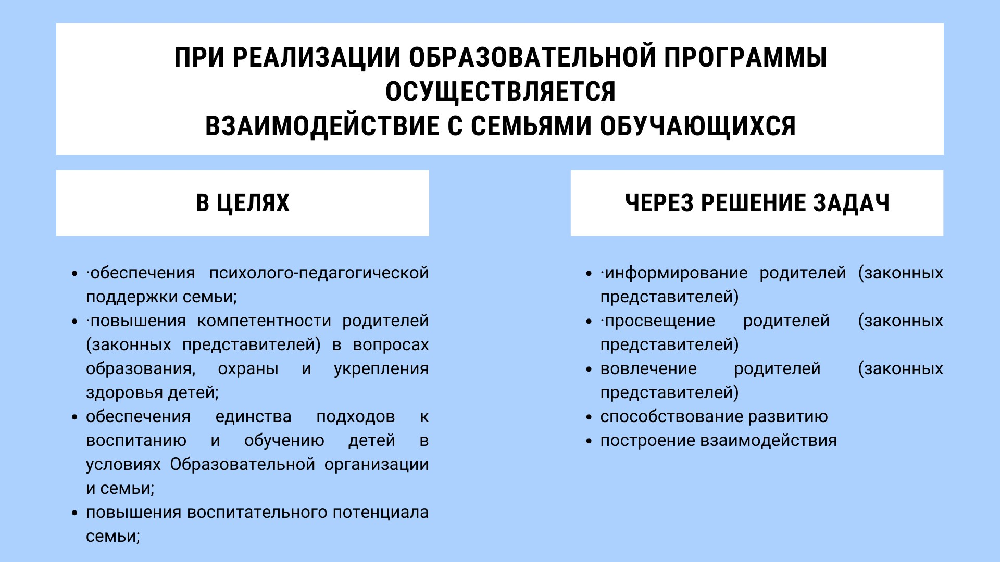 ПРИ РЕАЛИЗАЦИИ ОБРАЗОВАТЕЛЬНОЙ ПРОГРАММЫ
ОСУЩЕСТВЛЯЕТСЯ
ВЗАИМОДЕЙСТВИЕ С СЕМЬЯМИ ОБУЧАЮЩИХСЯ
В ЦЕЛЯХ
• ·обеспечения психолого-педагогической
поддержки семьи;
• ·повышения компетентности родителей
(законных представителей) в вопросах
образования, охраны и укрепления
здоровья детей;
• обеспечения единства подходов к
воспитанию и обучению детей в
условиях Образовательной организации
и семьи;
• повышения воспитательного потенциала
семьи;
ЧЕРЕЗ РЕШЕНИЕ ЗАДАЧ
• ·информирование родителей (законных
представителей)
• ·просвещение родителей (законных
представителей)
• вовлечение родителей (законных
представителей)
• способствование развитию
• построение взаимодействия